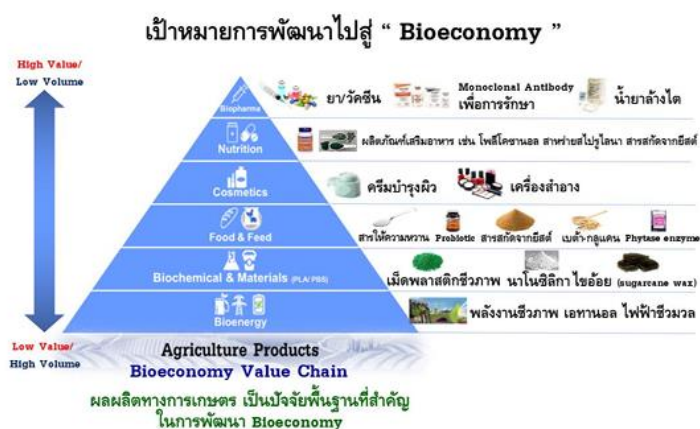 เป้าหมายการพัฒนาไปสู่ “ Bioeconomy ”
High Value/
Low Volume
Biopharma
ยา/วัคซีน
Monoclonal Antibody
เพื่อการรักษา
น้ำยาล้างไต
Nutrition
ผลิตภัณฑ์เสริมอาหาร เช่น โพลีโคซานอล สาหร่ายสไปรูไลนา สารสกัดจากยีสต์
Cosmetics
ครีมบำรุงผิว
เครื่องสำอาง
Food & Feed
สารให้ความหวาน Probiotic สารสกัดจากยีสต์ เบต้า-กลูแคน Phytase enzyme
Biochemical & Materials (PLA/ PBS)
เม็ดพลาสติกชีวภาพ นาโนซิลิกา ไขอ้อย (sugarcane wax)
Bioenergy
พลังงานชีวภาพ เอทานอล ไฟฟ้าชีวมวล
Low Value/
High Volume
Agriculture Products
Bioeconomy Value Chain
ผลผลิตทางการเกษตร เป็นปัจจัยพื้นฐานที่สำคัญ
ในการพัฒนา Bioeconomy